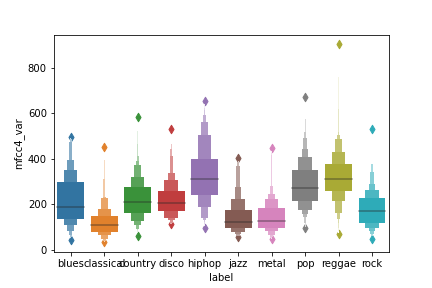 800
600
400
200
0
mfcc4_var
blues classical country disco hiphop jazz metal pop reggae rock
label